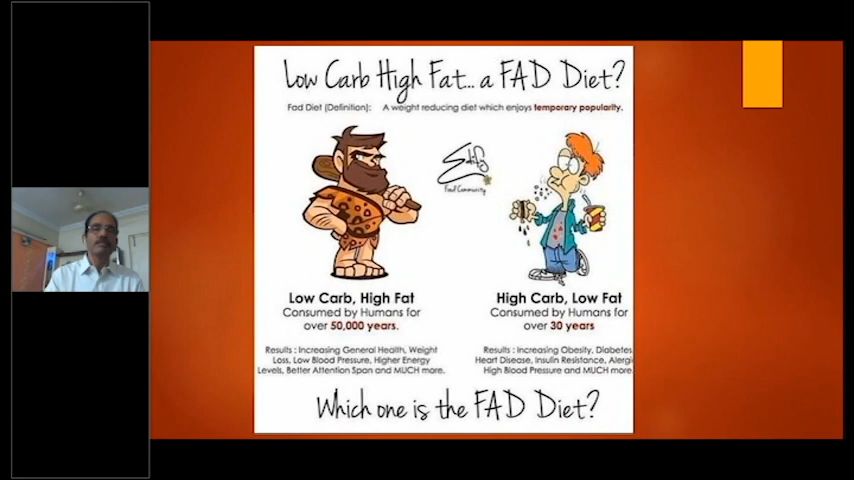 Low Carb High Fat... a FAD Diet?
Fad Diet (Definition): A weight reducing diet which enjoys temporary popularity.
Food Community
Low Carb, High Fat
Consumed by Humans for
over 50,000 years.
Results : Increasing General Health, Weight
Loss, Low Blood Pressure, Higher Energy
Levels, Better Attention Span and MUCH more.
High Carb, Low Fat
Consumed by Humans for
over 30 years
Results : Increasing Obesity, Diabetes
Heart Disease, Insulin Resistance, Alergi
High Blood Pressure and MUCH more
Which one is the FAD Diet?